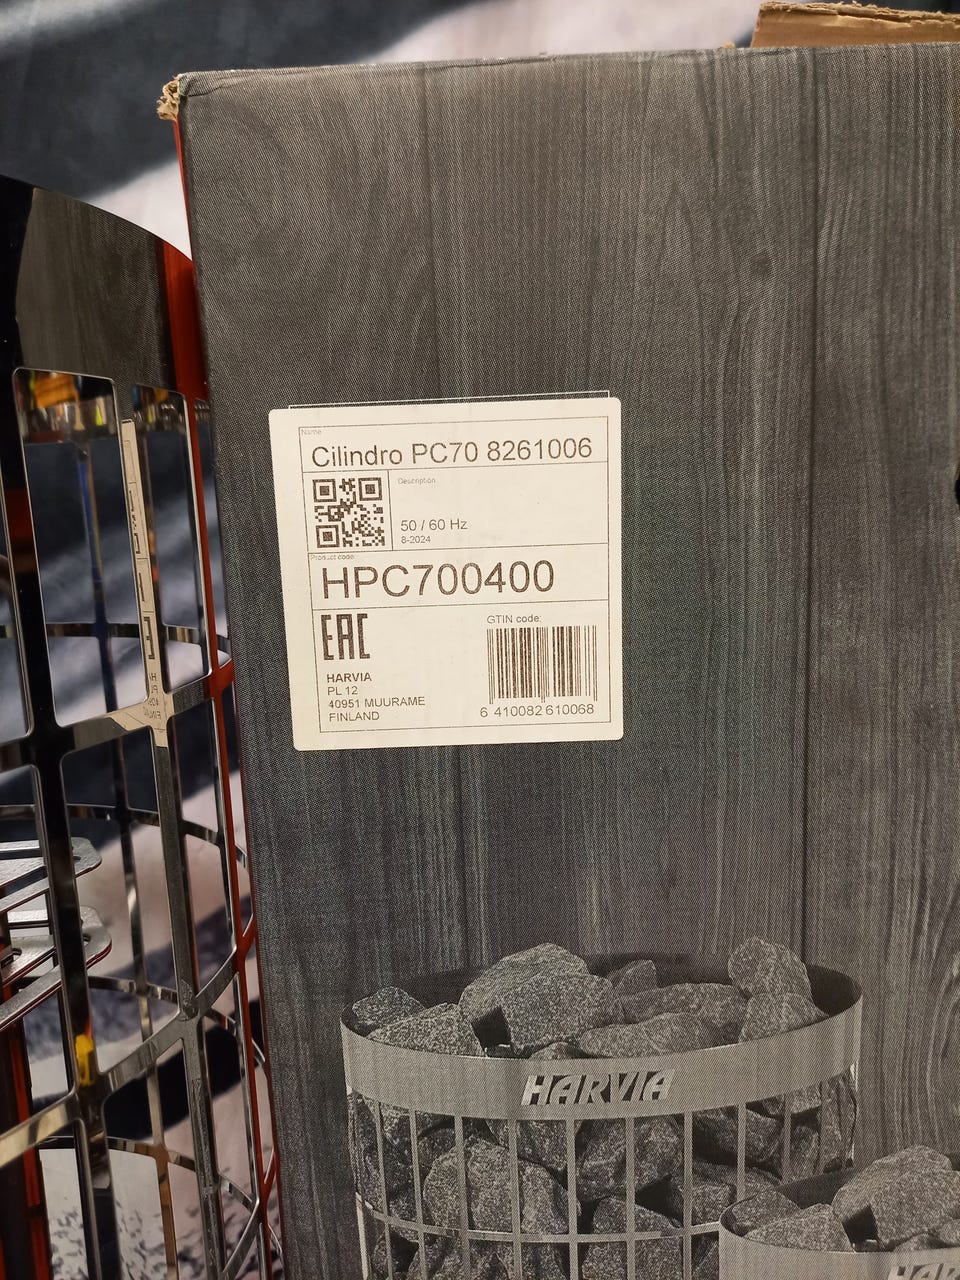 Name
Cilindro PC70 8261006
Description
50 / 60 Hz
8-2024
Product code:
HPC700400
EAC
GTIN code:
HARVIA
PL 12
40951 MUURAME
FINLAND
6 410082 610068
HARVIA